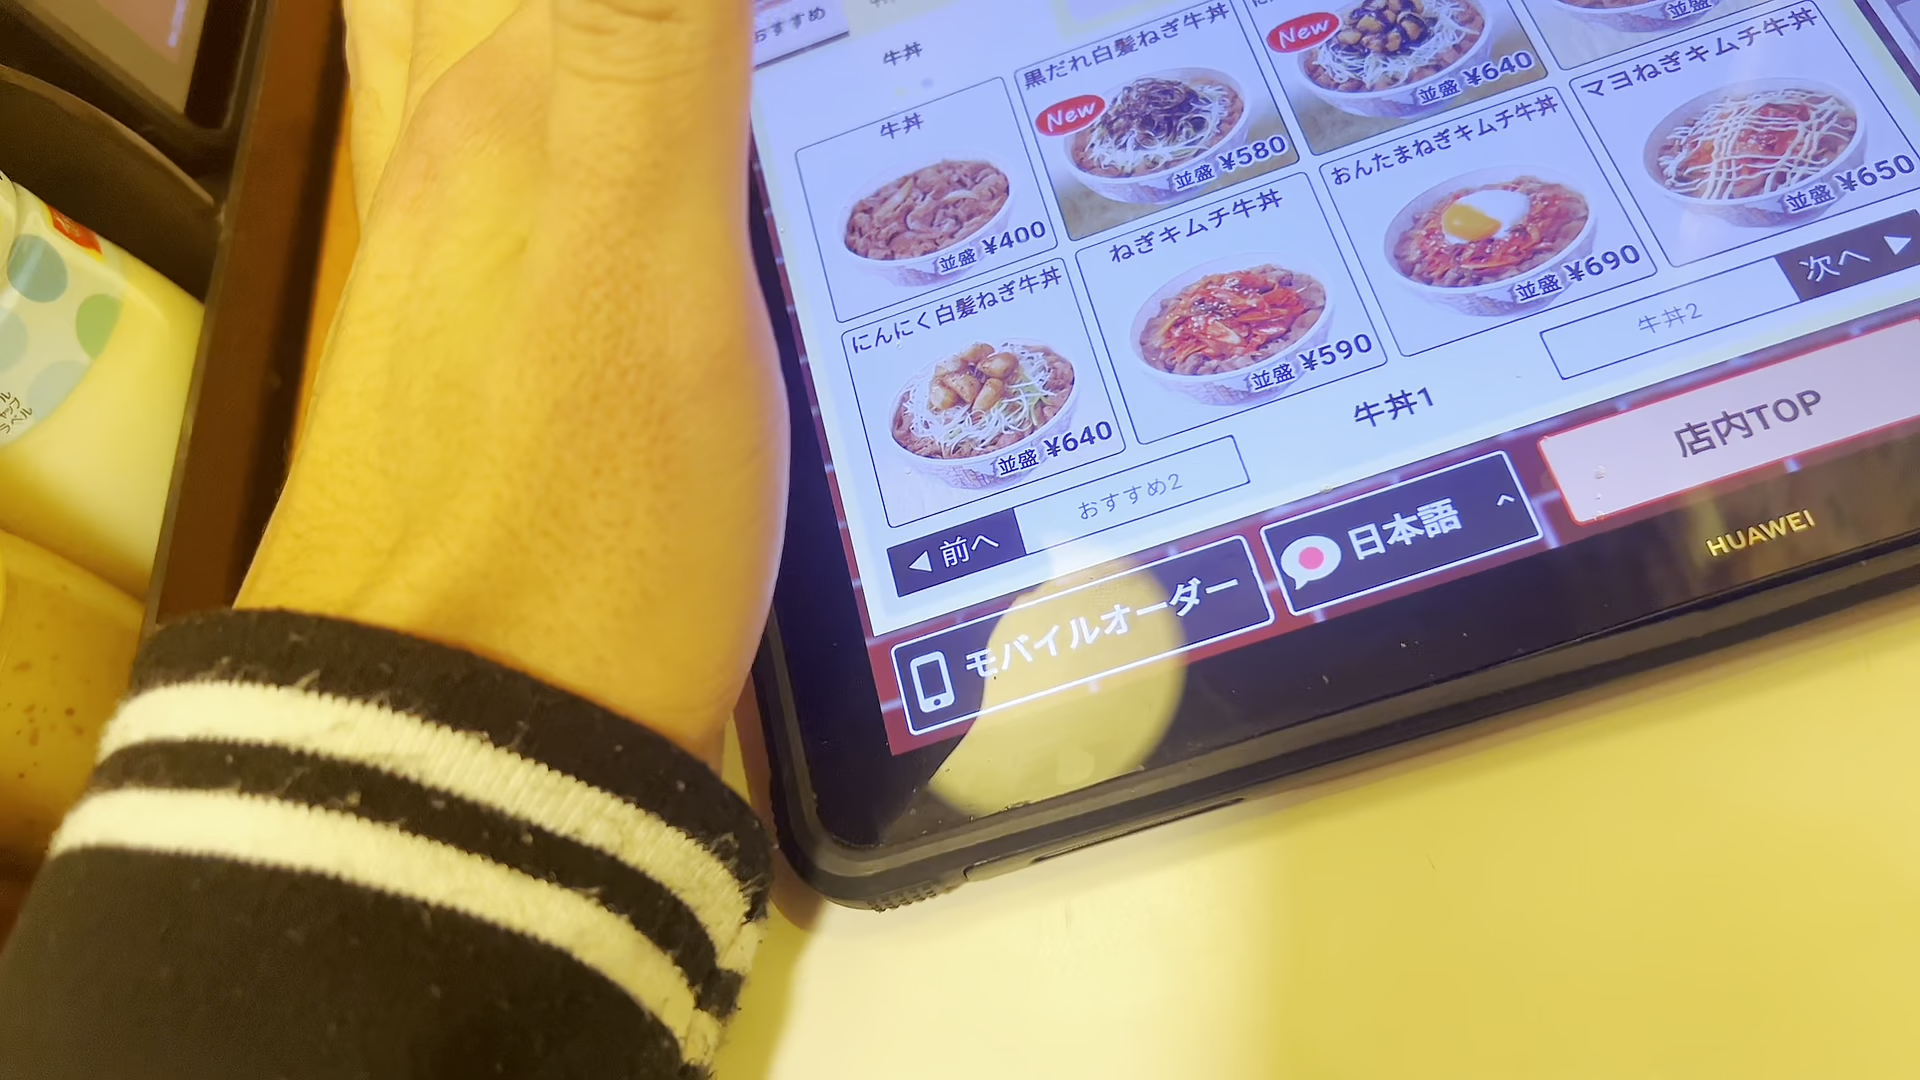 おすすめ
牛丼
牛丼
並盛 ¥400
黒だれ白髪ねぎ牛丼
New
並盛 ¥580
New
並盛 ¥640
並盛
にんにく白髪ねぎ牛丼
並盛 ¥640
ねぎキムチ牛丼
並盛 ¥590
おんたまねぎキムチ牛丼
並盛 ¥690
マヨねぎキムチ牛丼
並盛 ¥650
前へ
おすすめ2
牛丼1
牛丼2
次へ
モバイルオーダー
日本語
店内TOP
HUAWEI